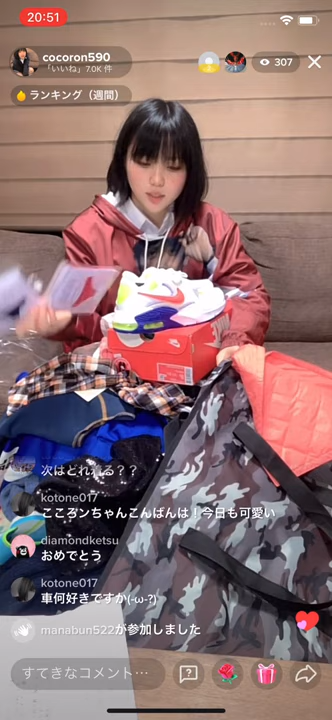 20:51
cocoron590
「いいね」7.0K 件
307
ランキング（週間）
次はどれ着る？？
kotone017
こころンちゃんこんばんは！今日も可愛い
diamondketsu
おめでとう
kotone017
車何好きですか(-ω-?)
manabun522が参加しました
すてきなコメント…